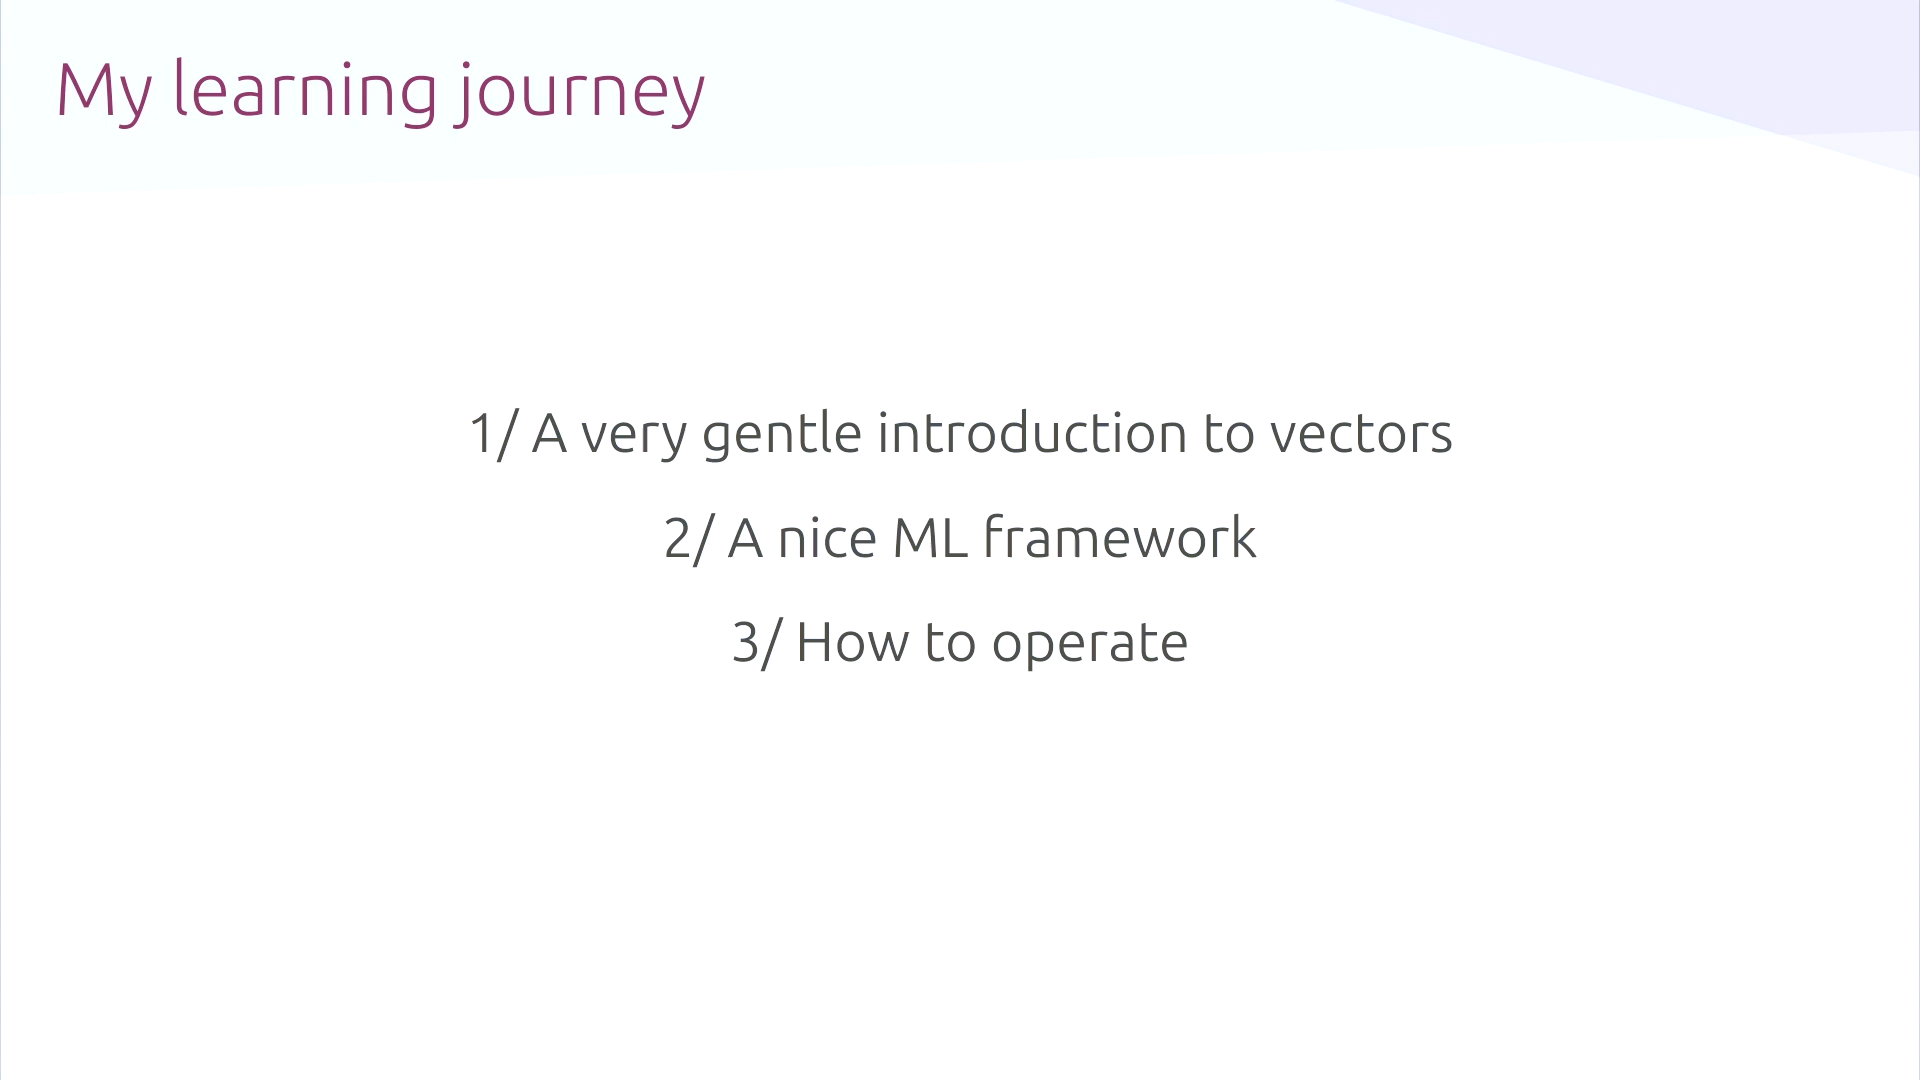 My learning journey
1/ A very gentle introduction to vectors
2/ A nice ML framework
3/ How to operate